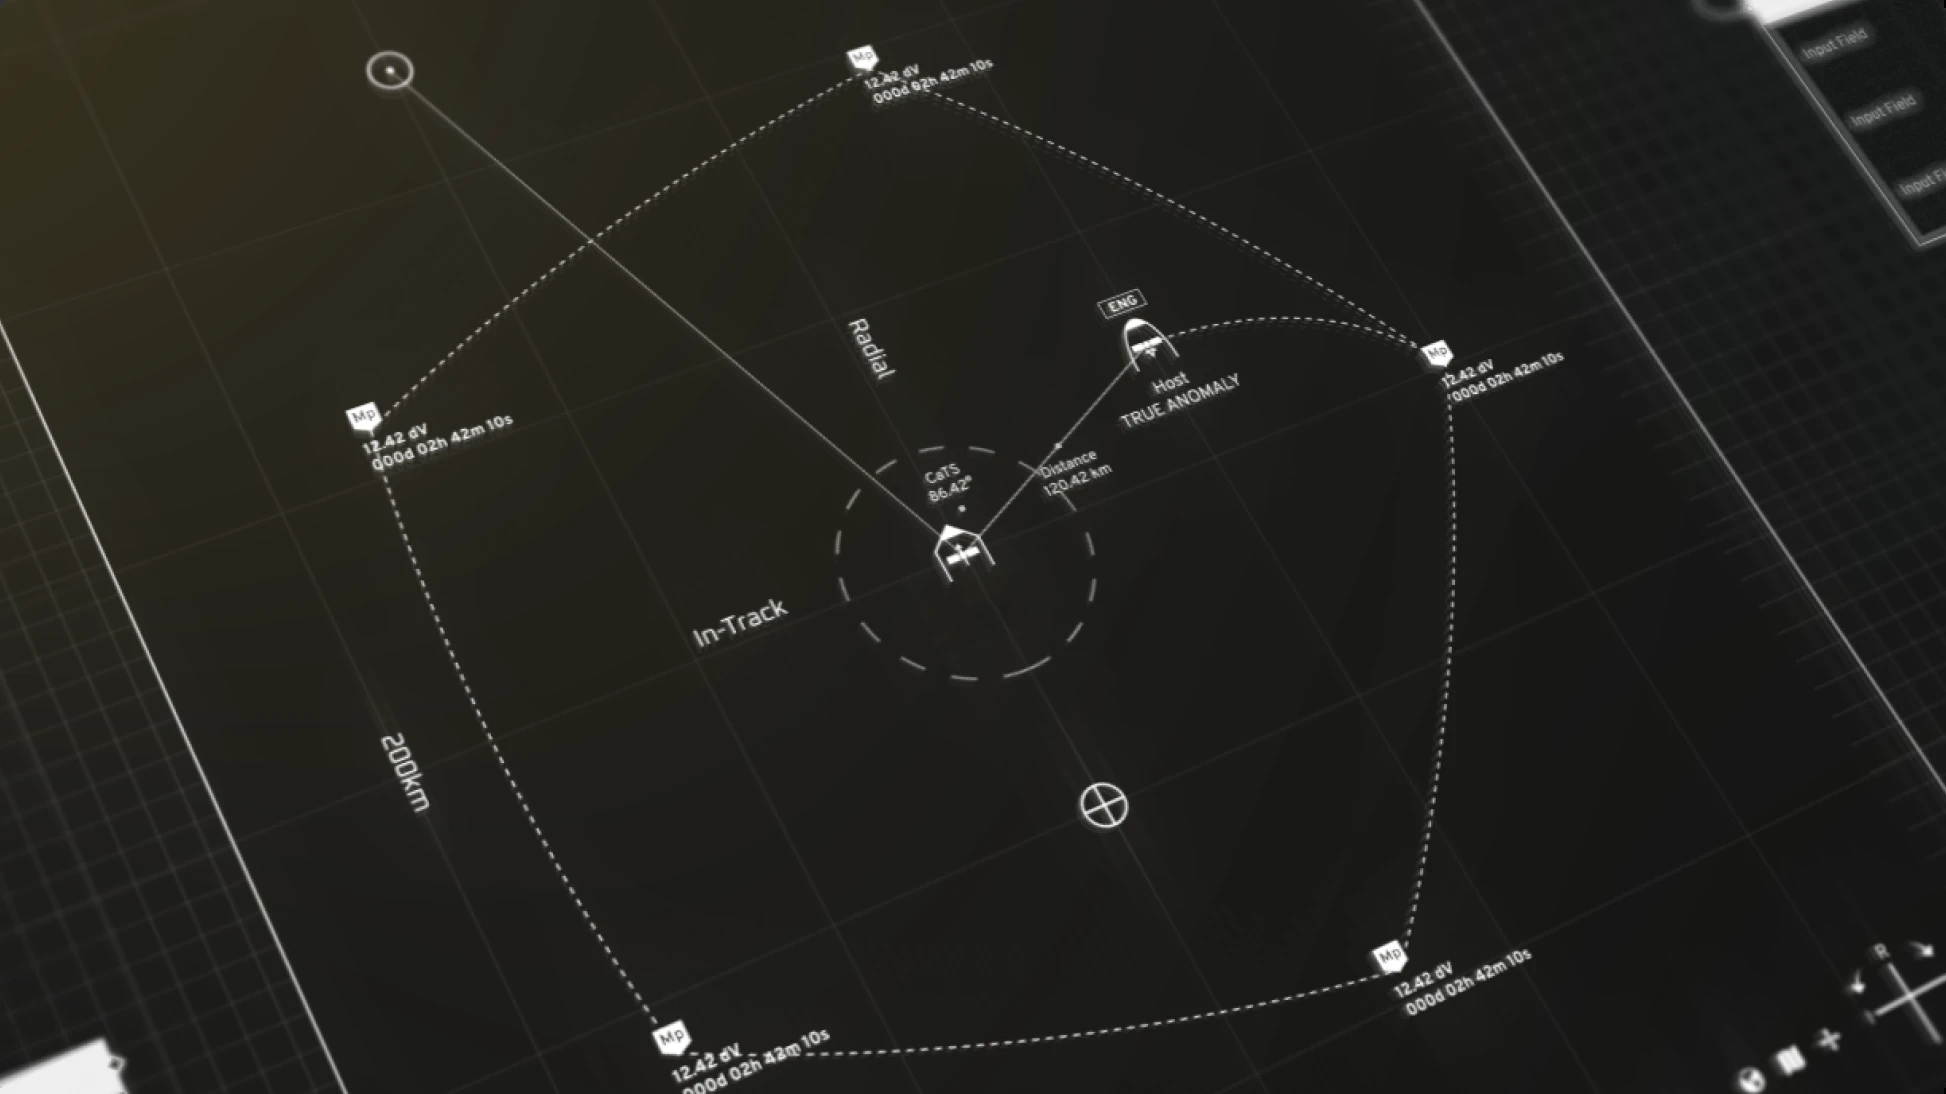 Mp
12.42 dV
000d 02h 42m 10s
Input Field
Input Field
Input Fi
ENG
Radial
Host
TRUE ANOMALY
Mp
12.42 dV
000d 02h 42m 10s
Mp
12.42 dV
000d 02h 42m 10s
CaTS
86.42°
Distance
120.42 km
In-Track
200km
Mp
12.42 dV
000d 02h 42m 10s
Mp
12.42 dV
000d 02h 42m 10s
R